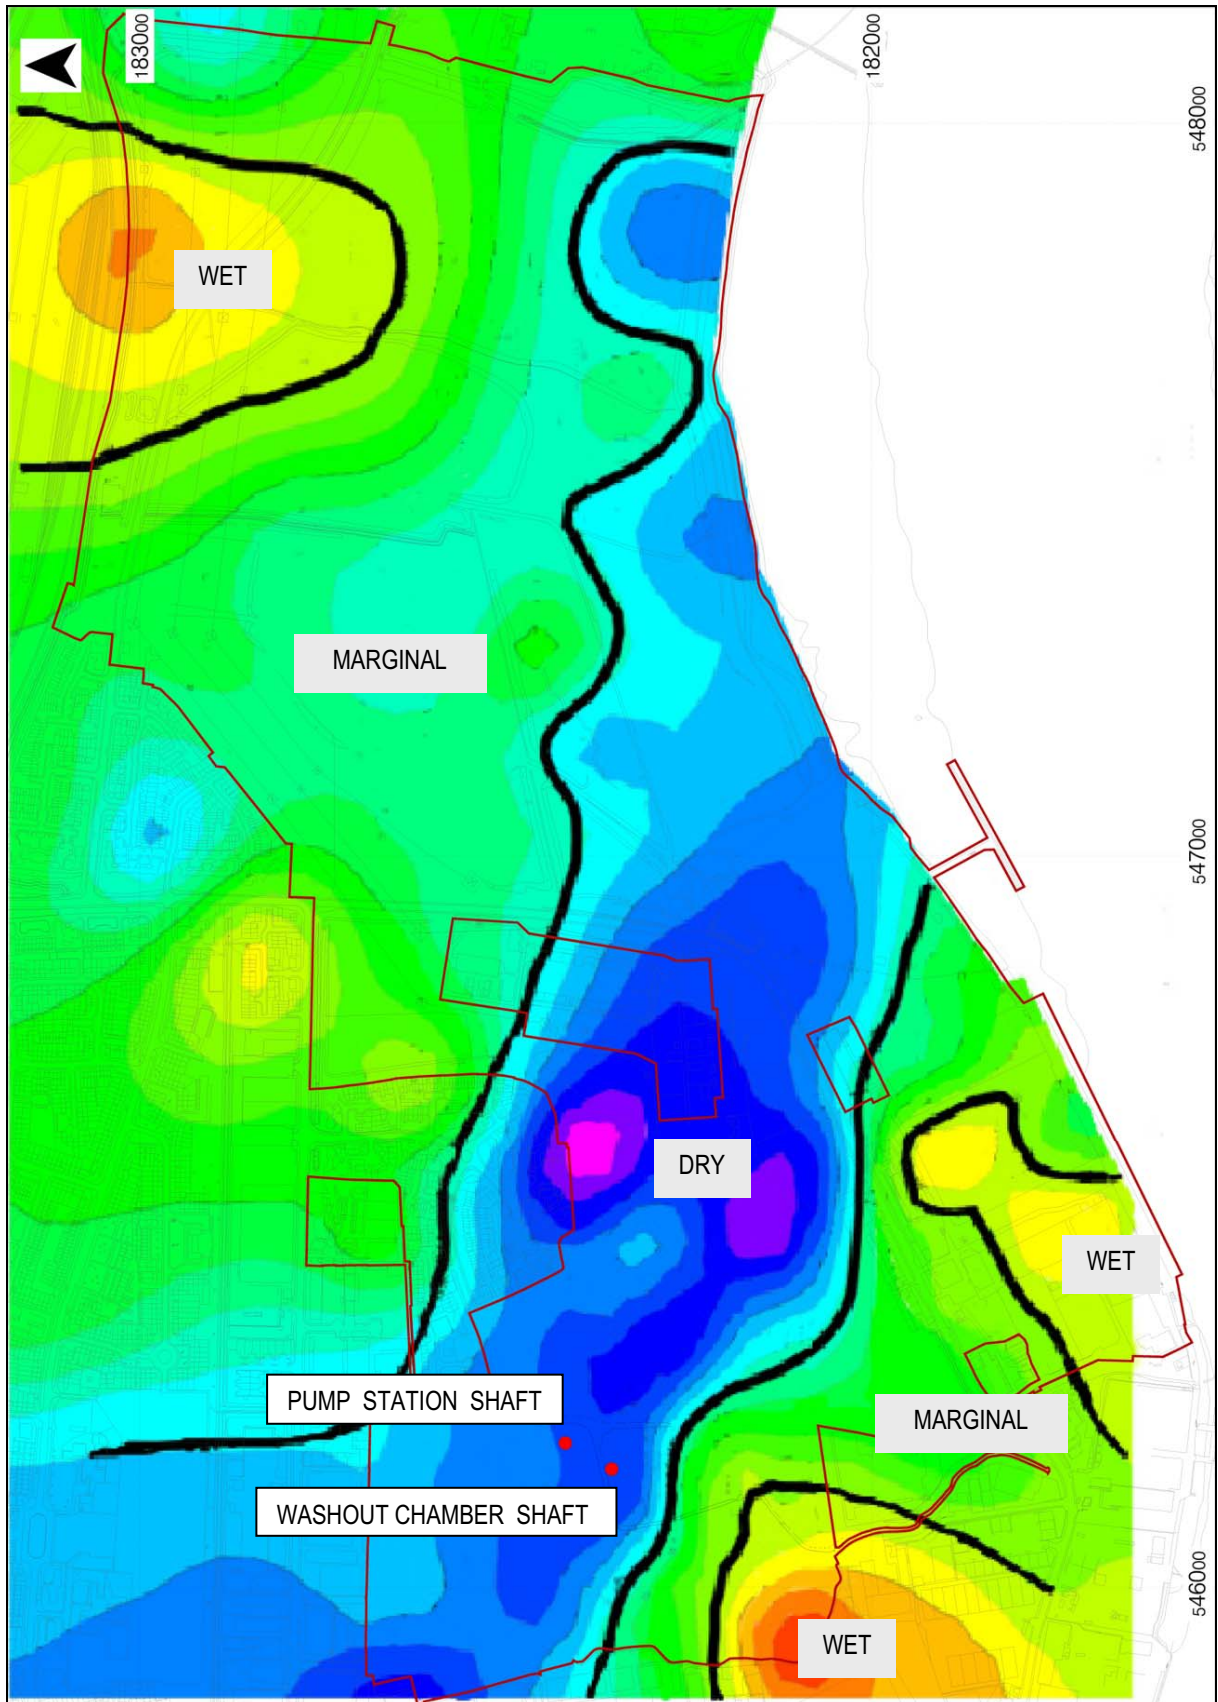 183000
182000
548000
WET
MARGINAL
547000
DRY
WET
PUMP STATION SHAFT
MARGINAL
WASHOUT CHAMBER SHAFT
546000
WET